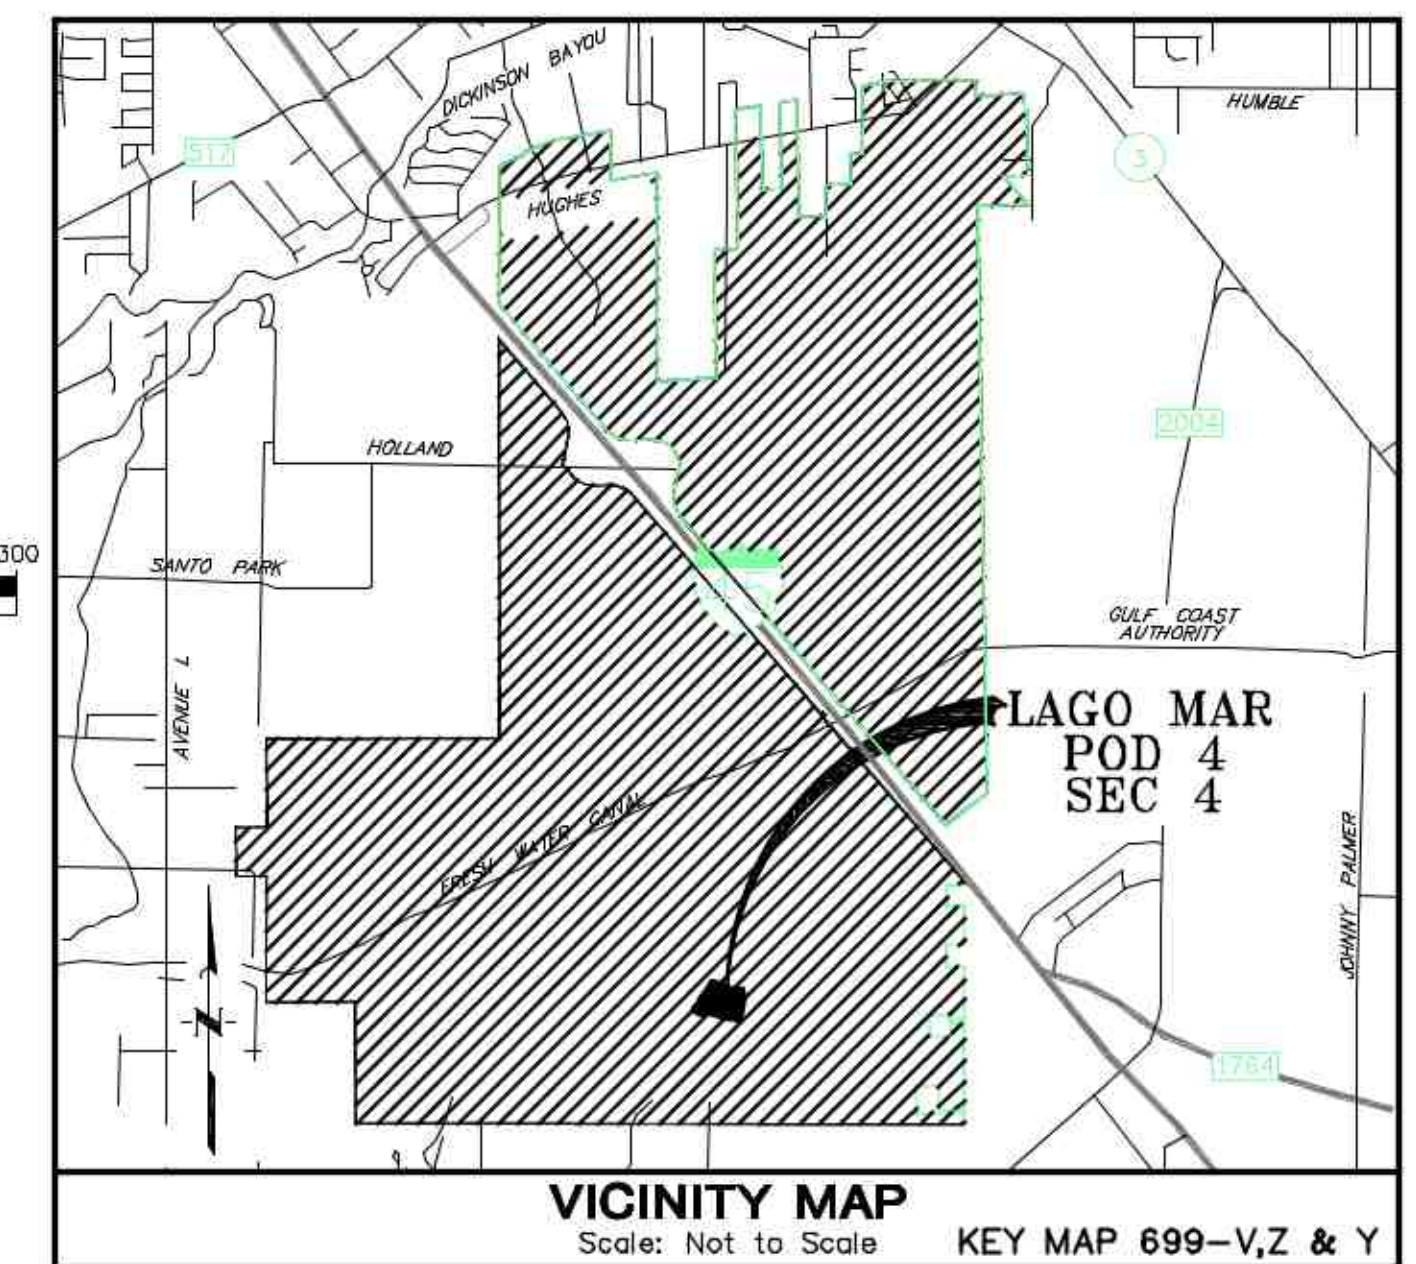 DICKINSON BAYOU
HUMBLE
517
3
HUGHES
HOLLAND
2004
300
SANTO PARK
GULF COAST
AUTHORITY
AVENUE L
LAGO MAR
POD 4
SEC 4
FRESH WATER CANAL
JOHNNY PALMER
Z
1764
VICINITY MAP
Scale: Not to Scale
KEY MAP 699-V,Z & Y